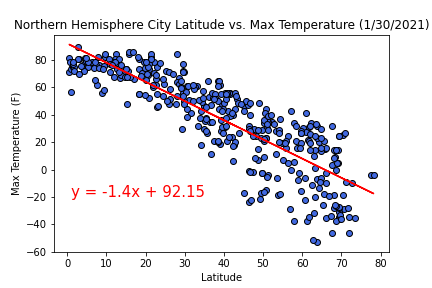 Northern Hemisphere City Latitude vs. Max Temperature (1/30/2021)
Max Temperature (F)
80
60
40
20
0
-20
-40
-60
y = -1.4x + 92.15
0 10 20 30 40 50 60 70 80
Latitude